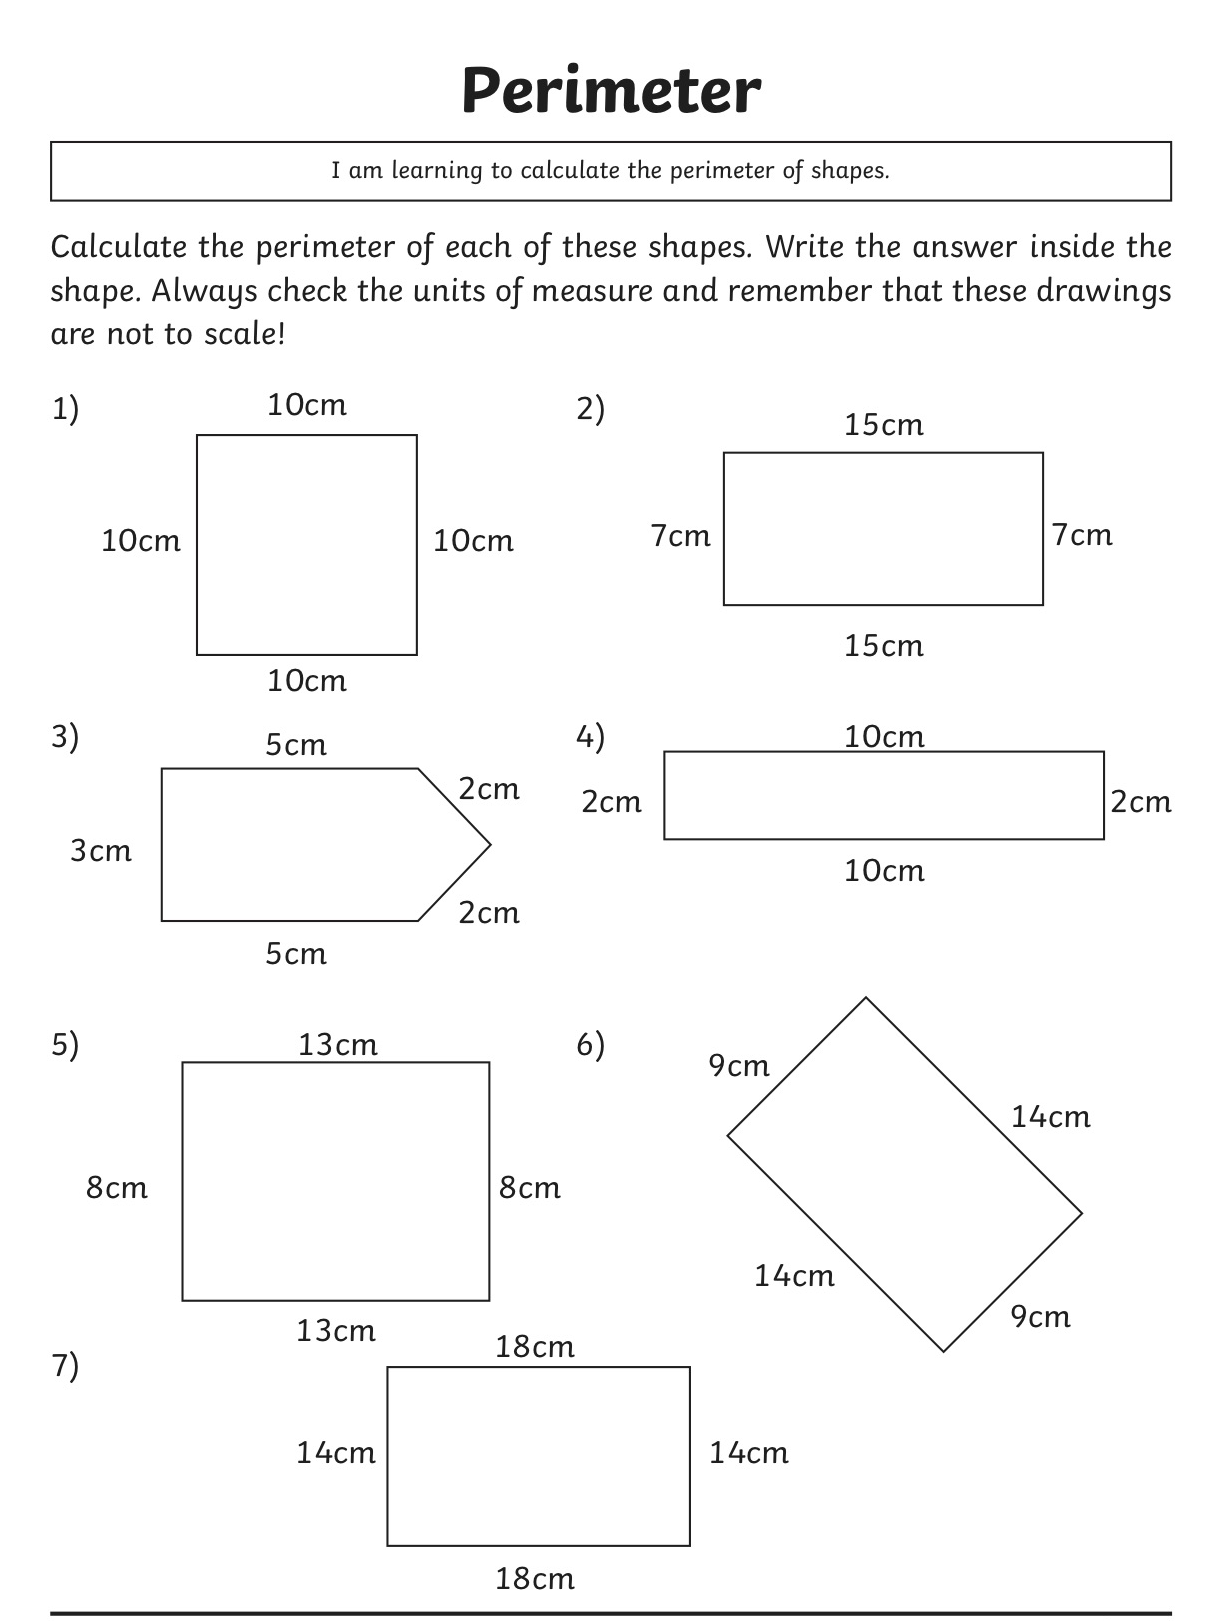 Perimeter
I am learning to calculate the perimeter of shapes.
Calculate the perimeter of each of these shapes. Write the answer inside the
shape. Always check the units of measure and remember that these drawings
are not to scale!
1)
10cm
10cm
10cm
10cm
2)
15cm
7cm
7cm
15cm
3)
5cm
2cm
3cm
2cm
5cm
4)
10cm
2cm
2cm
10cm
5)
13cm
8cm
8cm
13cm
6)
9cm
14cm
14cm
9cm
7)
18cm
14cm
14cm
18cm